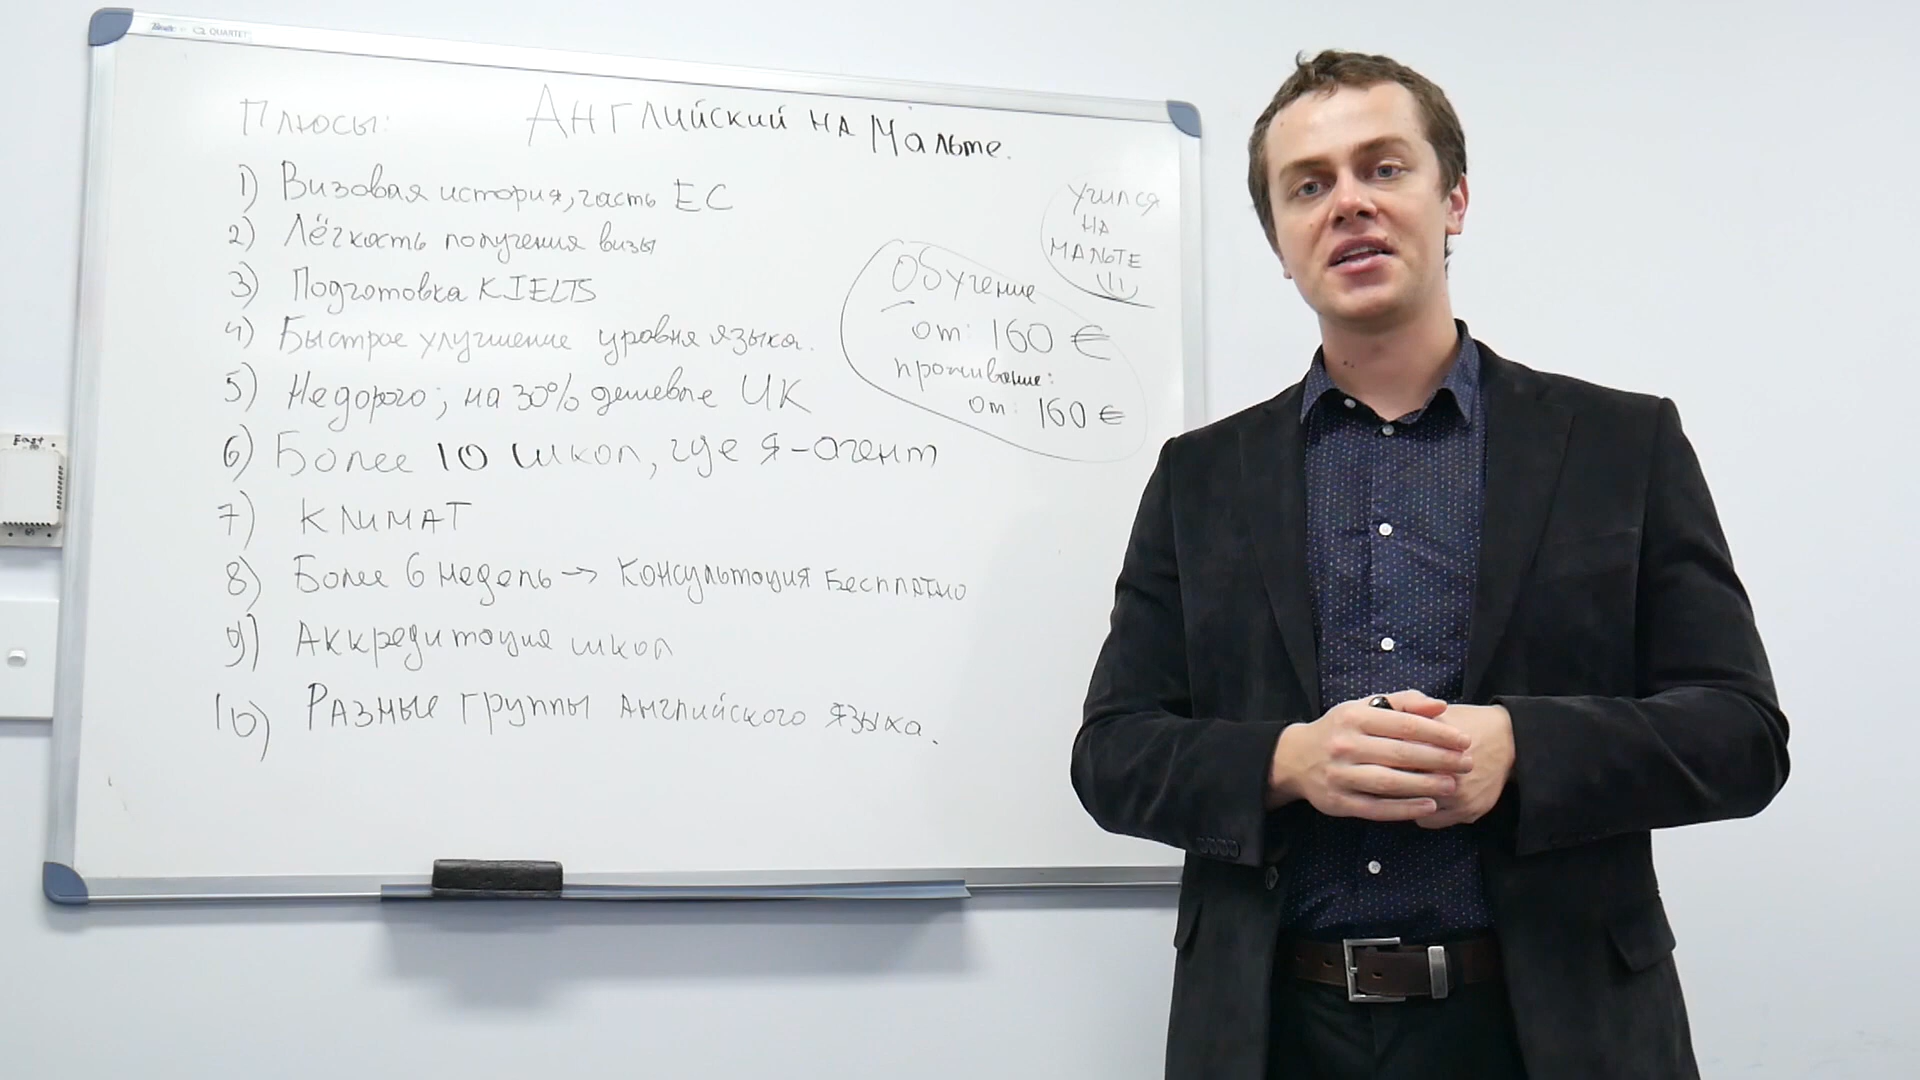 QUARTET
Плюсы:
Английский на Мальте.
1) Визовая история, часть ЕС
2) Лёгкость получения визы
3) Подготовка к IELTS
4) Быстрое улучшение уровня языка.
5) Недорого; на 30% дешевле UK
6) Более 10 школ, где я-агент
7) КЛИМАТ
8) Более 6 недель → Консультация Бесплатно
9) Аккредитация школ
10) Разные группы Английского языка.
Учился
НА
МАЛЬТЕ
Обучение
от: 160 €
проживание:
от: 160 €
East